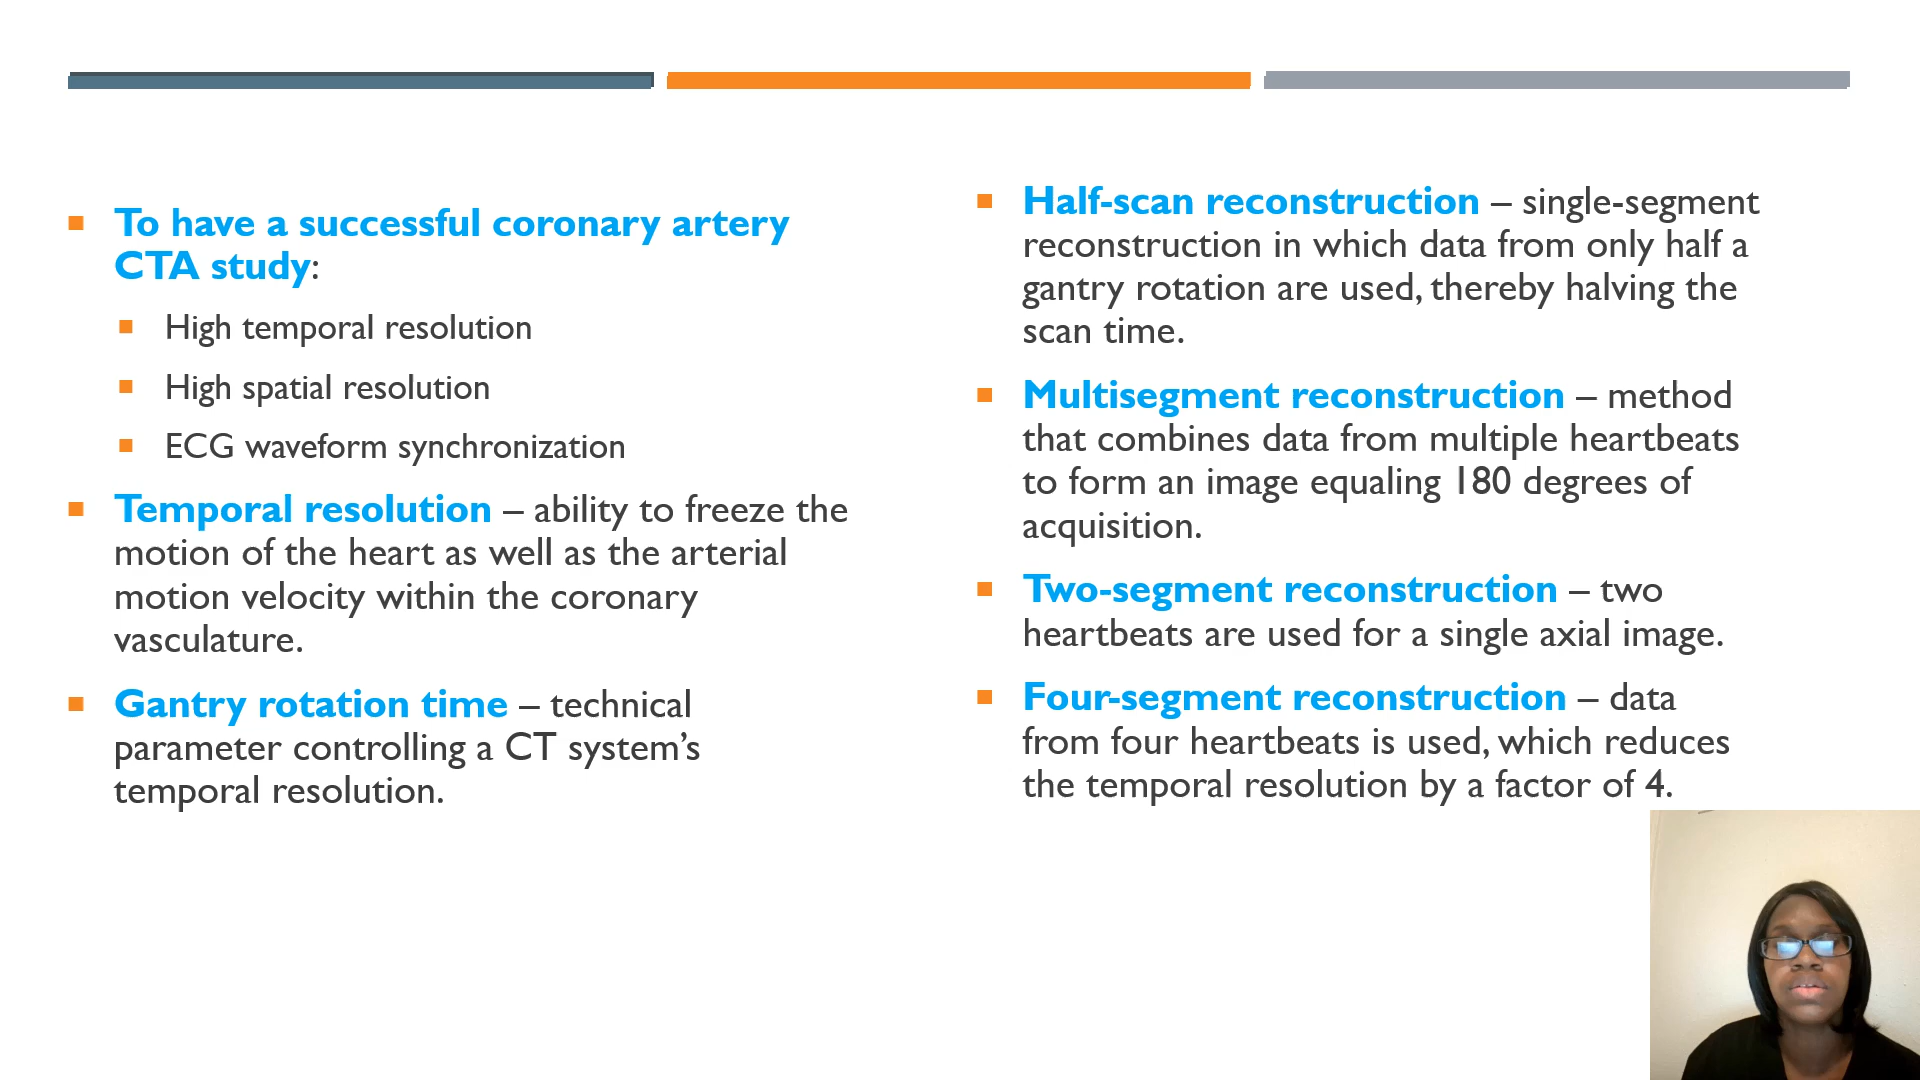 To have a successful coronary artery
CTA study:
High temporal resolution
High spatial resolution
ECG waveform synchronization
Temporal resolution – ability to freeze the
motion of the heart as well as the arterial
motion velocity within the coronary
vasculature.
Gantry rotation time – technical
parameter controlling a CT system’s
temporal resolution.
Half-scan reconstruction – single-segment
reconstruction in which data from only half a
gantry rotation are used, thereby halving the
scan time.
Multisegment reconstruction – method
that combines data from multiple heartbeats
to form an image equaling 180 degrees of
acquisition.
Two-segment reconstruction – two
heartbeats are used for a single axial image.
Four-segment reconstruction – data
from four heartbeats is used, which reduces
the temporal resolution by a factor of 4.